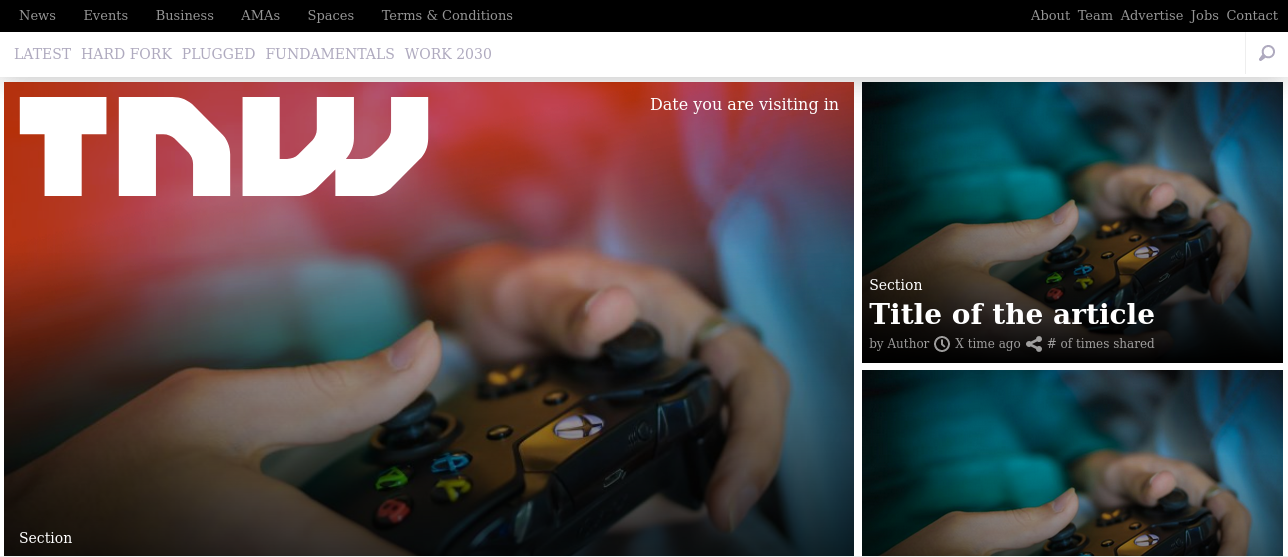 News Events Business AMAs Spaces Terms & Conditions About Team Advertise Jobs Contact
LATEST HARD FORK PLUGGED FUNDAMENTALS WORK 2030
TNW
Date you are visiting in
Section
Section
Title of the article
by Author X time ago # of times shared